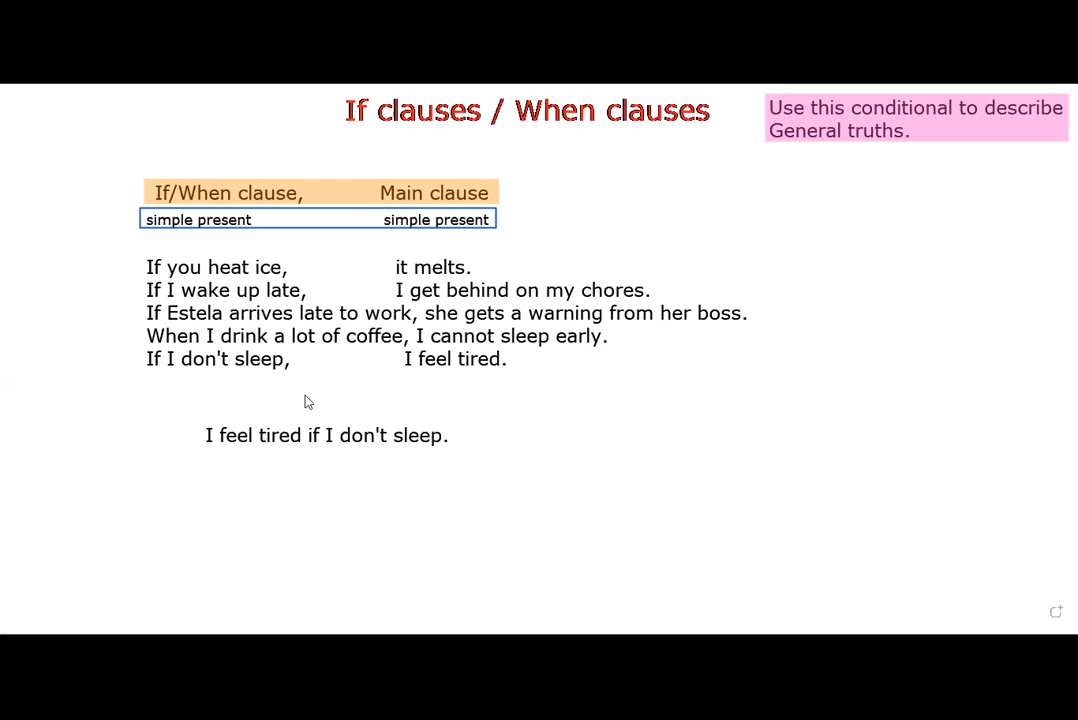 If clauses / When clauses
Use this conditional to describe
General truths.
If/When clause, Main clause
simple present simple present
If you heat ice, it melts.
If I wake up late, I get behind on my chores.
If Estela arrives late to work, she gets a warning from her boss.
When I drink a lot of coffee, I cannot sleep early.
If I don't sleep, I feel tired.
I feel tired if I don't sleep.